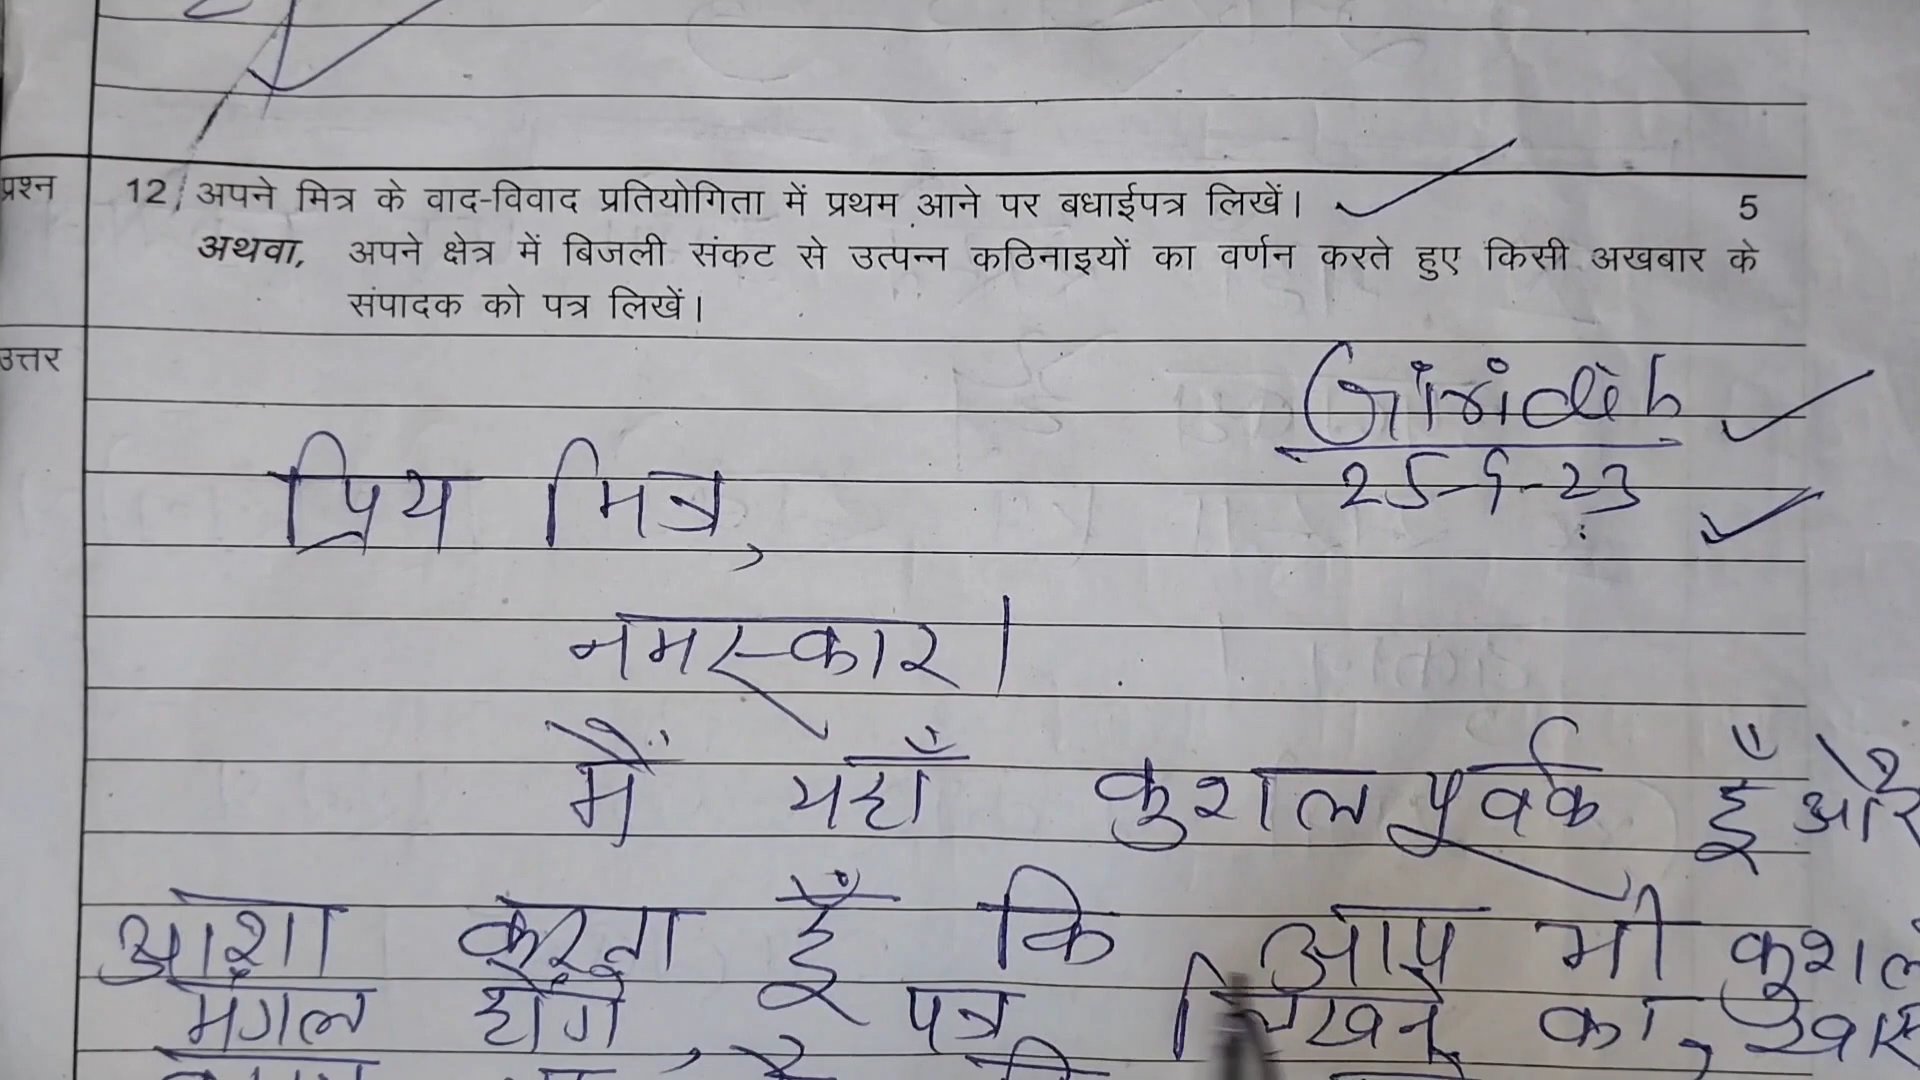 प्रश्न 12, अपने मित्र के वाद-विवाद प्रतियोगिता में प्रथम आने पर बधाईपत्र लिखें। 5
अथवा, अपने क्षेत्र में बिजली संकट से उत्पन्न कठिनाइयों का वर्णन करते हुए किसी अखबार के
संपादक को पत्र लिखें।
उत्तर
Giridih
25-9-23
प्रिय मित्र,
नमस्कार।
मैं यहाँ कुशलपूर्वक हूँ और
आशा करता हूँ कि आप भी कुशल
मंगल होंगे, पत्र लिखने का,